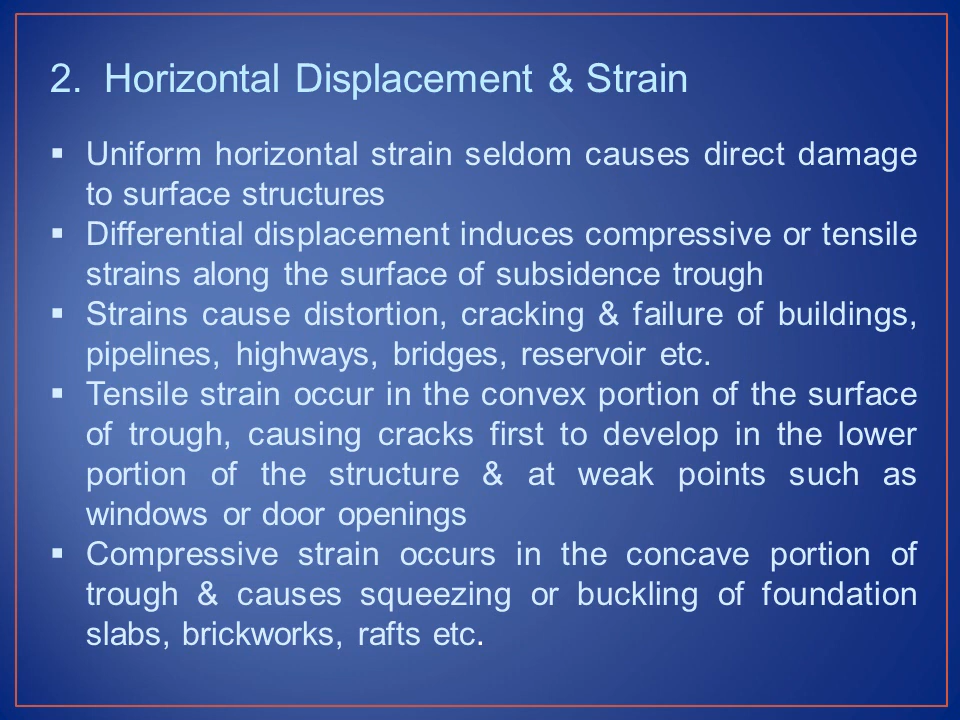 2. Horizontal Displacement & Strain
▪ Uniform horizontal strain seldom causes direct damage
to surface structures
▪ Differential displacement induces compressive or tensile
strains along the surface of subsidence trough
▪ Strains cause distortion, cracking & failure of buildings,
pipelines, highways, bridges, reservoir etc.
▪ Tensile strain occur in the convex portion of the surface
of trough, causing cracks first to develop in the lower
portion of the structure & at weak points such as
windows or door openings
▪ Compressive strain occurs in the concave portion of
trough & causes squeezing or buckling of foundation
slabs, brickworks, rafts etc.